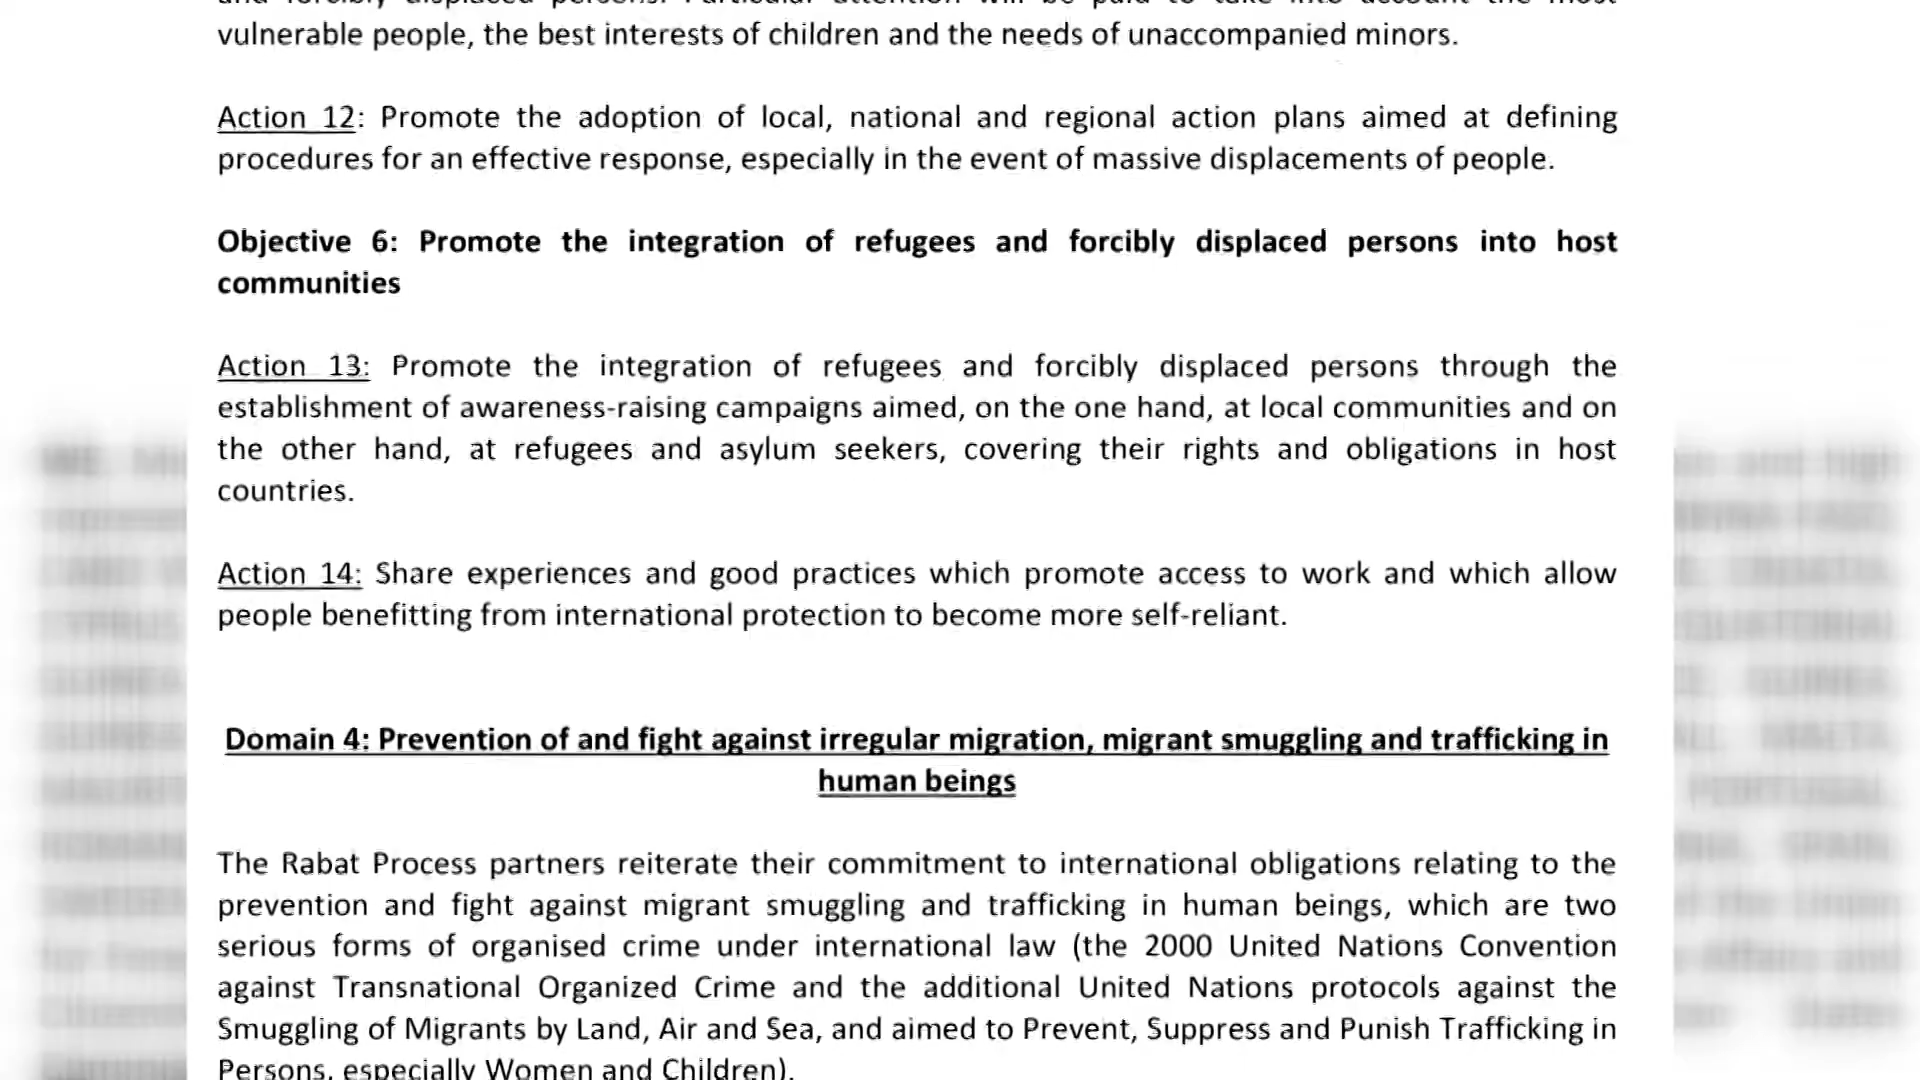 and forcibly displaced persons. Particular attention will be paid to take into account the most
vulnerable people, the best interests of children and the needs of unaccompanied minors.
Action 12: Promote the adoption of local, national and regional action plans aimed at defining
procedures for an effective response, especially in the event of massive displacements of people.
Objective 6: Promote the integration of refugees and forcibly displaced persons into host
communities
Action 13: Promote the integration of refugees and forcibly displaced persons through the
establishment of awareness-raising campaigns aimed, on the one hand, at local communities and on
the other hand, at refugees and asylum seekers, covering their rights and obligations in host
countries.
Action 14: Share experiences and good practices which promote access to work and which allow
people benefitting from international protection to become more self-reliant.
Domain 4: Prevention of and fight against irregular migration, migrant smuggling and trafficking in
human beings
The Rabat Process partners reiterate their commitment to international obligations relating to the
prevention and fight against migrant smuggling and trafficking in human beings, which are two
serious forms of organised crime under international law (the 2000 United Nations Convention
against Transnational Organized Crime and the additional United Nations protocols against the
Smuggling of Migrants by Land, Air and Sea, and aimed to Prevent, Suppress and Punish Trafficking in
Persons, especially Women and Children).